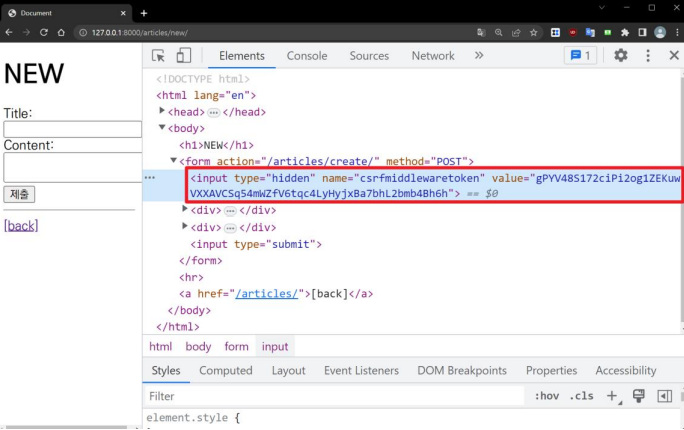 Document
127.0.0.1:8000/articles/new/
NEW
Title:
Content:
제출
[back]
Elements Console Sources Network 1
<!DOCTYPE html>
<html lang="en">
<head> ⋯ </head>
<body>
<h1>NEW</h1>
<form action="/articles/create/" method="POST">
<input type="hidden" name="csrfmiddlewaretoken" value="gPYV48S172ciPi2og1ZEKuw
VXXAVCSq54mWZfV6tqc4LyHyjxBa7bhL2bmb4Bh6h"> == $0
<div> ⋯ </div>
<div> ⋯ </div>
<input type="submit">
</form>
<hr>
<a href="/articles/">[back]</a>
</body>
</html>
html body form input
Styles Computed Layout Event Listeners DOM Breakpoints Properties Accessibility
Filter :hov .cls
element.style {